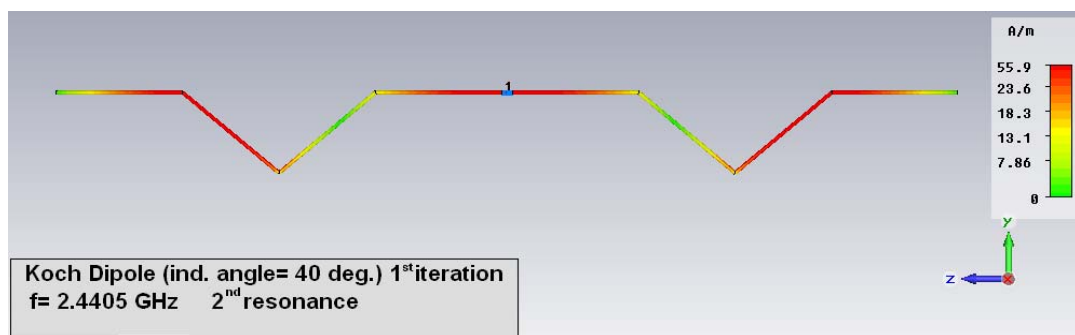 A/m
1
55.9
23.6
18.3
13.1
7.86
0
y
z
x
Koch Dipole (ind. angle= 40 deg.) 1st iteration
f= 2.4405 GHz 2nd resonance